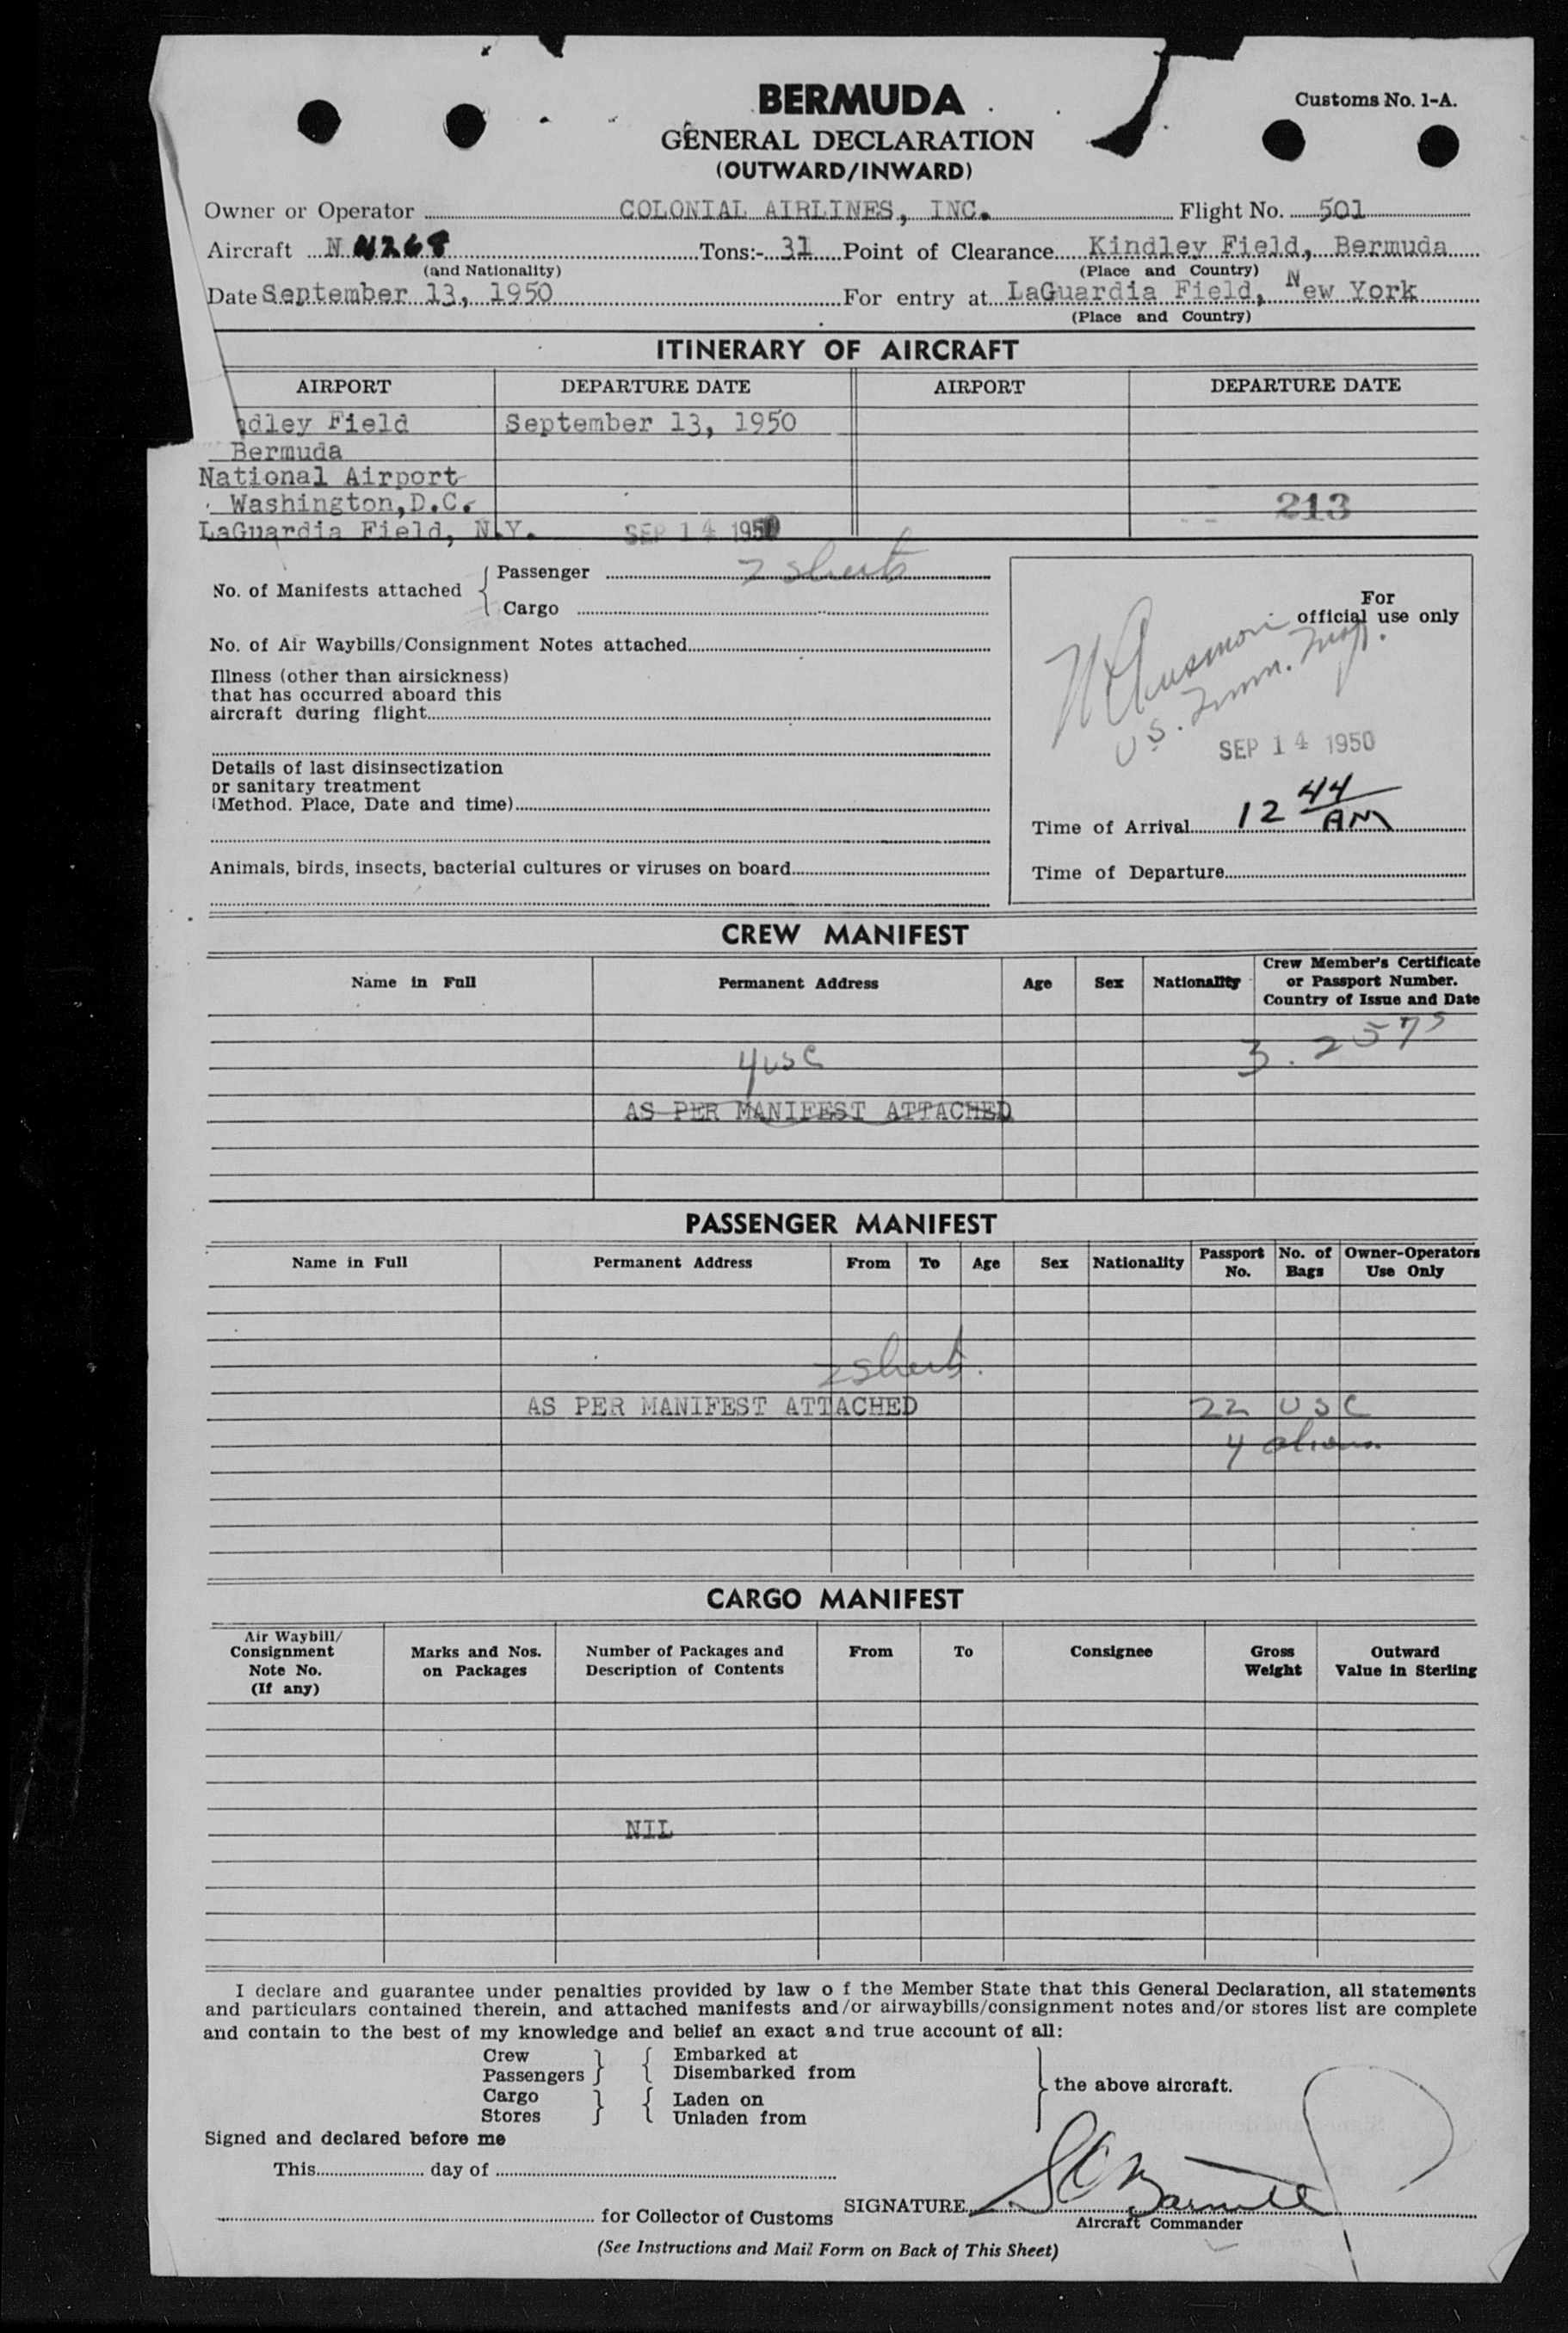 BERMUDA
Customs No. 1-A.
GENERAL DECLARATION
(OUTWARD/INWARD)
Owner or Operator COLONIAL AIRLINES, INC. Flight No. 501
Aircraft N 4268 Tons:- 31 Point of Clearance Kindley Field, Bermuda
(and Nationality) (Place and Country)
Date September 13, 1950 For entry at LaGuardia Field, New York
(Place and Country)
ITINERARY OF AIRCRAFT
AIRPORT DEPARTURE DATE AIRPORT DEPARTURE DATE
dley Field September 13, 1950
Bermuda
National Airport
Washington, D.C. 213
LaGuardia Field, N.Y. SEP 14 1950
No. of Manifests attached
Passenger 2 sheets
Cargo
No. of Air Waybills/Consignment Notes attached
Illness (other than airsickness)
that has occurred aboard this
aircraft during flight
Details of last disinsectization
or sanitary treatment
(Method. Place, Date and time)
Animals, birds, insects, bacterial cultures or viruses on board
For
official use only
U.S. Imm. Insp.
SEP 14 1950
Time of Arrival 12 44 AM
Time of Departure
CREW MANIFEST
Name in Full Permanent Address Age Sex Nationality Crew Member's Certificate or Passport Number. Country of Issue and Date
3.2575
4 USC
AS PER MANIFEST ATTACHED
PASSENGER MANIFEST
Name in Full Permanent Address From To Age Sex Nationality Passport No. No. of Bags Owner-Operators Use Only
2 sheets.
AS PER MANIFEST ATTACHED 22 USC
4 aliens
CARGO MANIFEST
Air Waybill/ Consignment Note No. (If any) Marks and Nos. on Packages Number of Packages and Description of Contents From To Consignee Gross Weight Outward Value in Sterling
NIL
I declare and guarantee under penalties provided by law o f the Member State that this General Declaration, all statements
and particulars contained therein, and attached manifests and/or airwaybills/consignment notes and/or stores list are complete
and contain to the best of my knowledge and belief an exact and true account of all:
Crew Embarked at
Passengers Disembarked from
the above aircraft.
Cargo Laden on
Stores Unladen from
Signed and declared before me
This day of
for Collector of Customs SIGNATURE
Aircraft Commander
(See Instructions and Mail Form on Back of This Sheet)